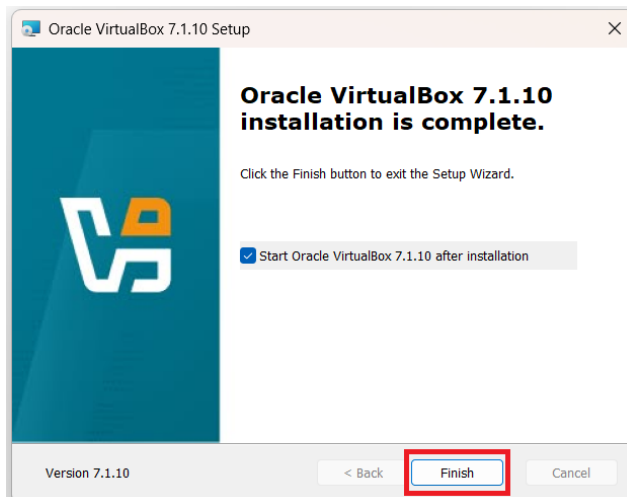 Oracle VirtualBox 7.1.10 Setup
Oracle VirtualBox 7.1.10
installation is complete.
Click the Finish button to exit the Setup Wizard.
Start Oracle VirtualBox 7.1.10 after installation
Version 7.1.10
< Back
Finish
Cancel